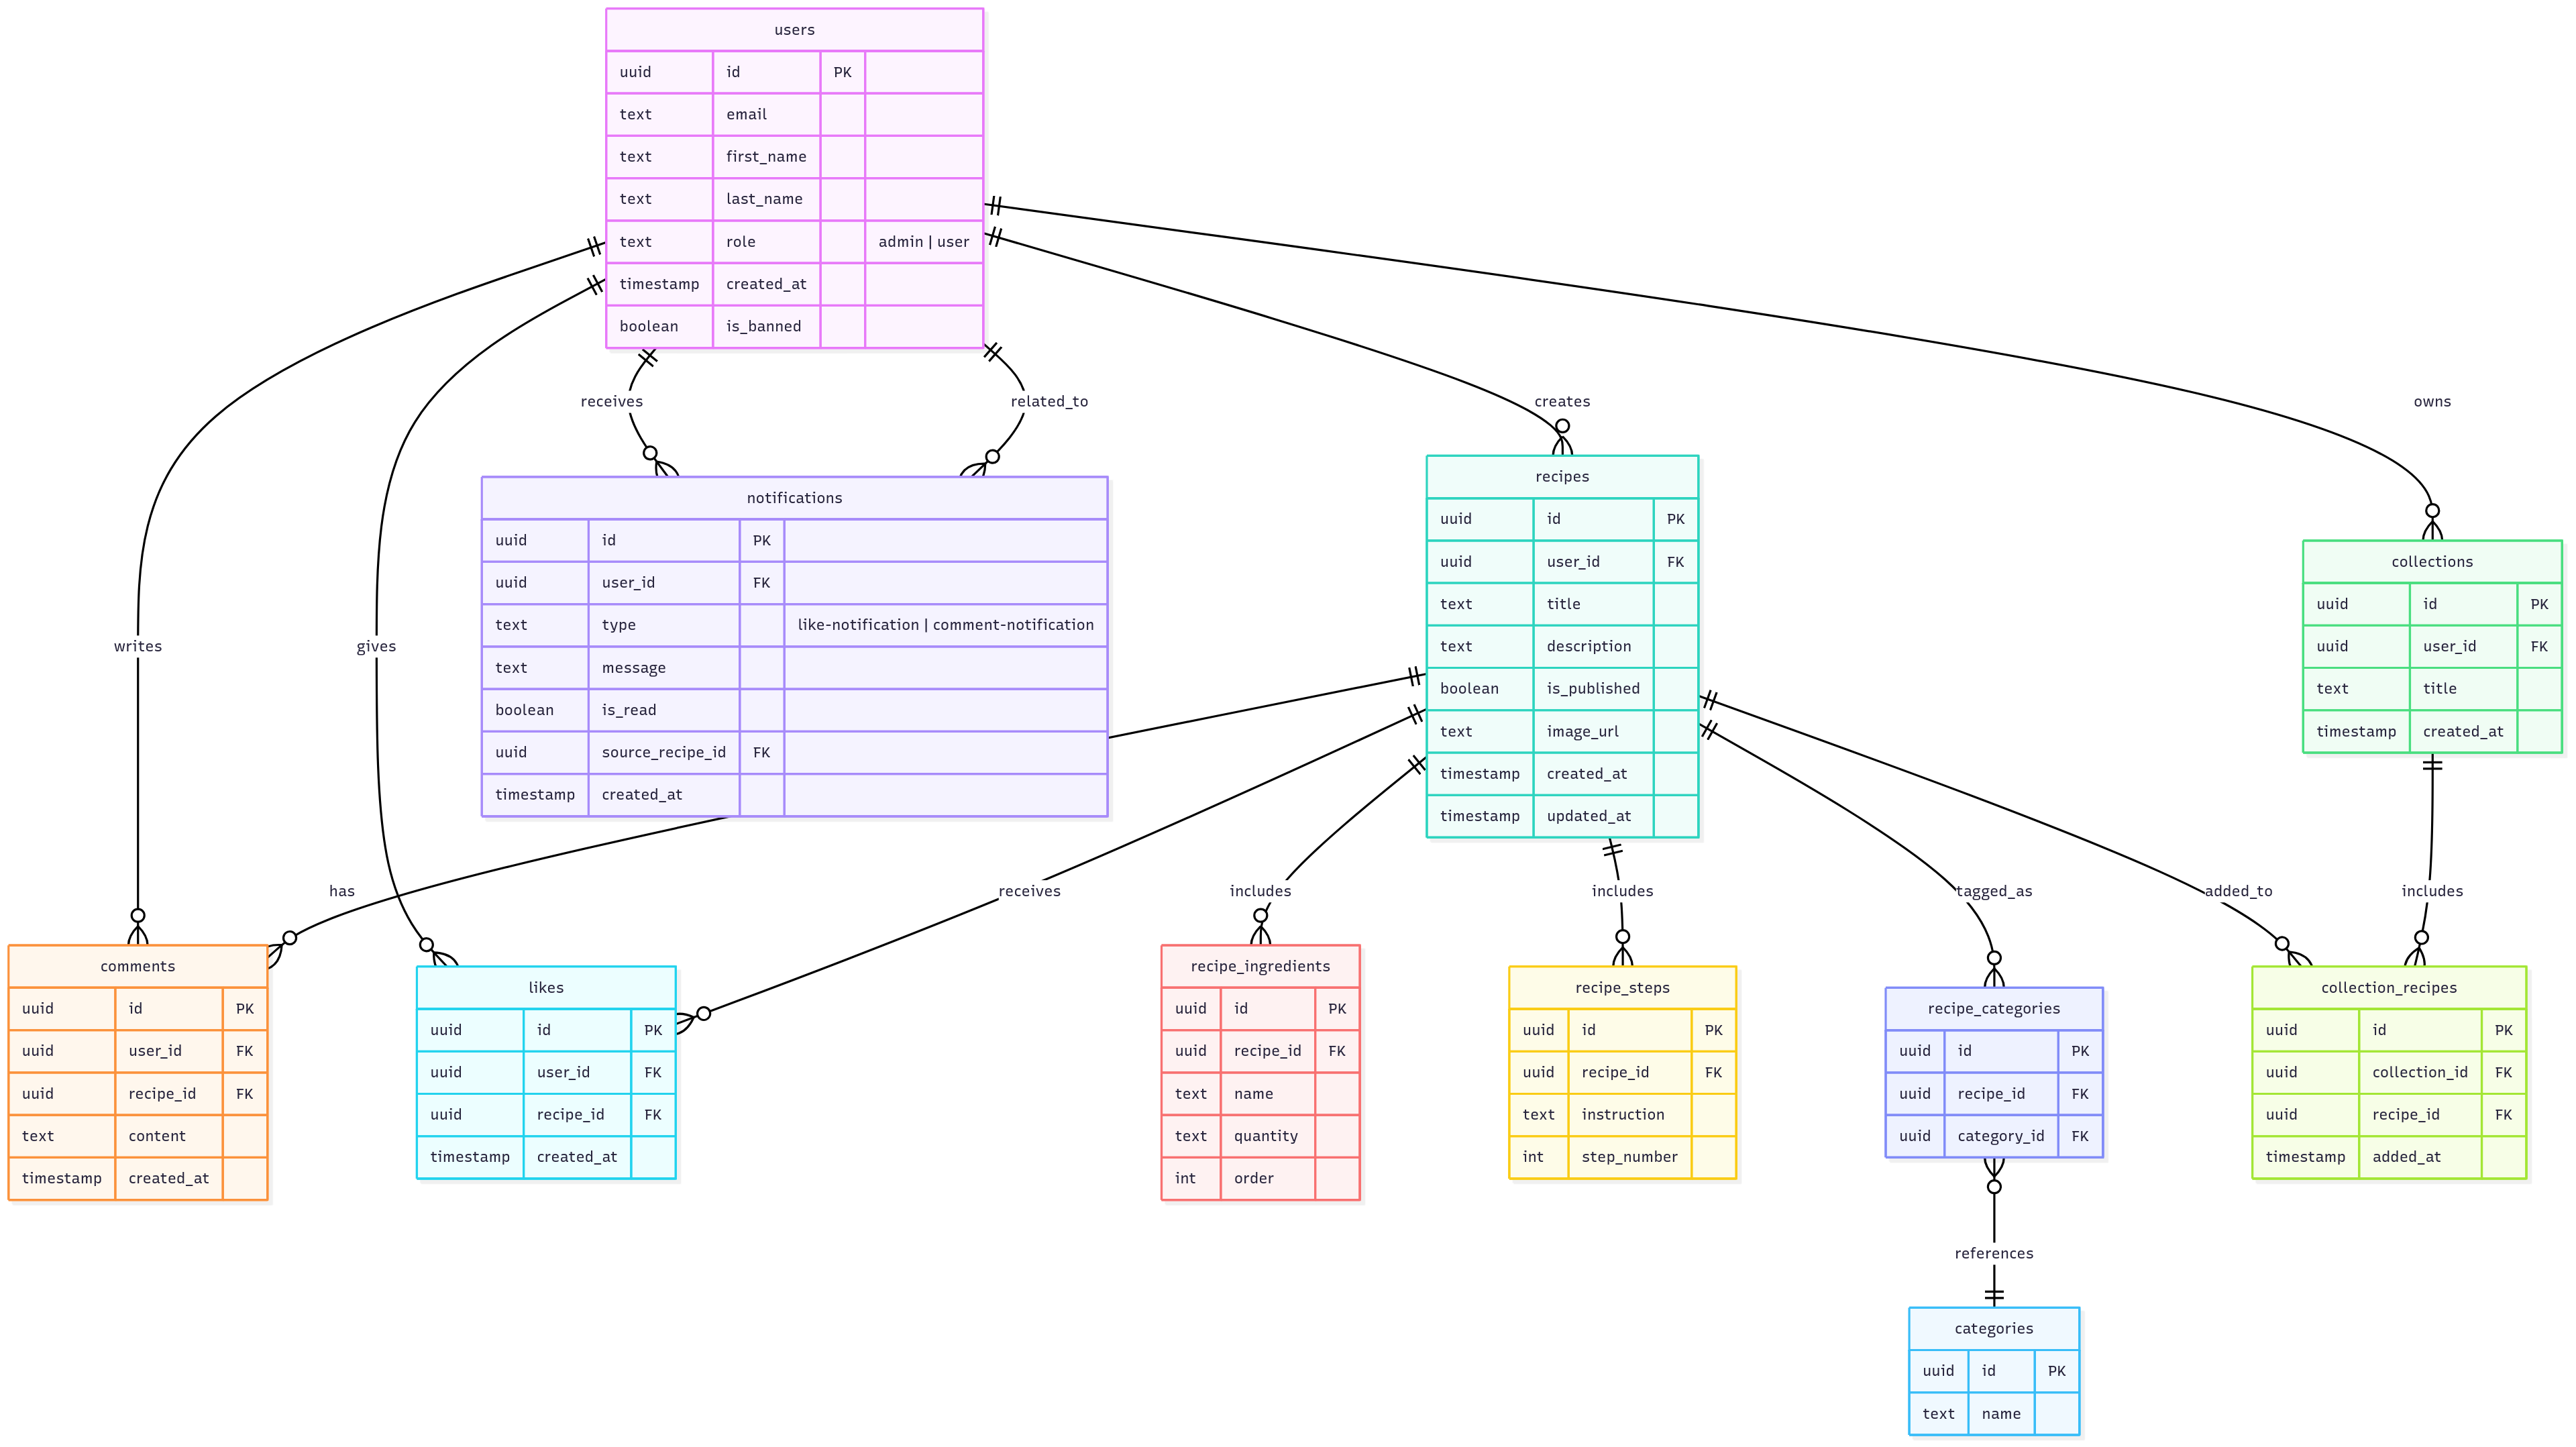 users
uuid id PK
text email
text first_name
text last_name
text role admin | user
timestamp created_at
boolean is_banned
receives
related_to
creates
owns
notifications
uuid id PK
uuid user_id FK
text type like-notification | comment-notification
text message
boolean is_read
uuid source_recipe_id FK
timestamp created_at
recipes
uuid id PK
uuid user_id FK
text title
text description
boolean is_published
text image_url
timestamp created_at
timestamp updated_at
collections
uuid id PK
uuid user_id FK
text title
timestamp created_at
writes
gives
has
receives
includes
includes
tagged_as
added_to
includes
comments
uuid id PK
uuid user_id FK
uuid recipe_id FK
text content
timestamp created_at
likes
uuid id PK
uuid user_id FK
uuid recipe_id FK
timestamp created_at
recipe_ingredients
uuid id PK
uuid recipe_id FK
text name
text quantity
int order
recipe_steps
uuid id PK
uuid recipe_id FK
text instruction
int step_number
recipe_categories
uuid id PK
uuid recipe_id FK
uuid category_id FK
collection_recipes
uuid id PK
uuid collection_id FK
uuid recipe_id FK
timestamp added_at
references
categories
uuid id PK
text name